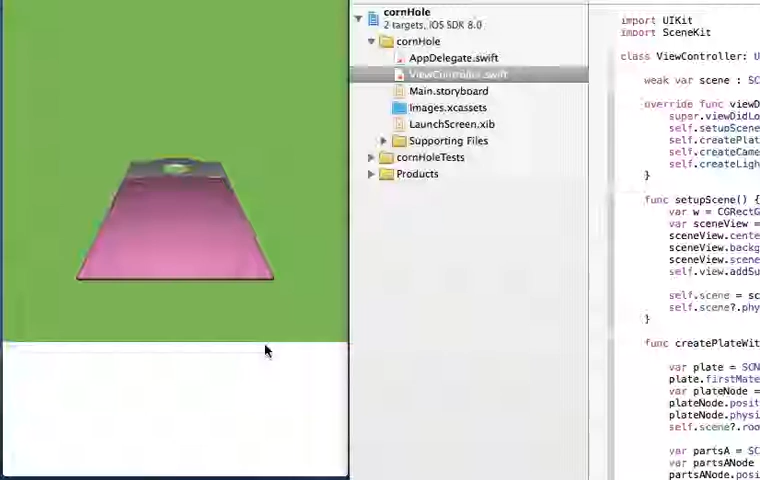 cornHole
2 targets, iOS SDK 8.0
cornHole
AppDelegate.swift
ViewController.swift
Main.storyboard
Images.xcassets
LaunchScreen.xib
Supporting Files
cornHoleTests
Products
import UIKit
import SceneKit
class ViewController: U
weak var scene : SC
override func viewD
super.viewDidLo
self.setupScene
self.createPlat
self.createCame
self.createLigh
}
func setupScene() {
var w = CGRectG
var sceneView =
sceneView.cente
sceneView.backg
sceneView.scene
self.view.addSu
self.scene = sc
self.scene?.phy
}
func createPlateWit
var plate = SCN
plate.firstMate
var plateNode =
plateNode.posit
plateNode.physi
self.scene?.roo
var partsA = SC
var partsANode
partsANode.posi